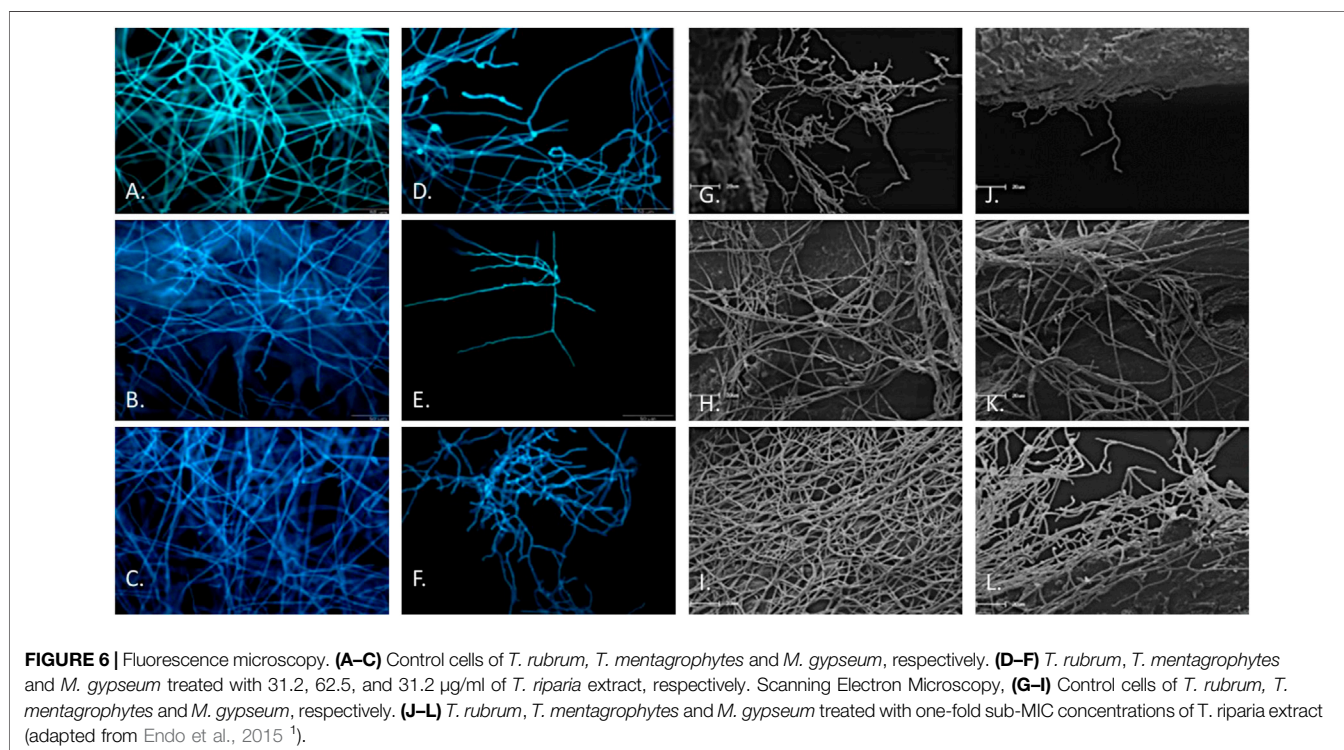 A.
D.
G.
J.
B.
E.
H.
K.
C.
F.
I.
L.
FIGURE 6 | Fluorescence microscopy. (A–C) Control cells of T. rubrum, T. mentagrophytes and M. gypseum, respectively. (D–F) T. rubrum, T. mentagrophytes
and M. gypseum treated with 31.2, 62.5, and 31.2 µg/ml of T. riparia extract, respectively. Scanning Electron Microscopy, (G–I) Control cells of T. rubrum, T.
mentagrophytes and M. gypseum, respectively. (J–L) T. rubrum, T. mentagrophytes and M. gypseum treated with one-fold sub-MIC concentrations of T. riparia extract
(adapted from Endo et al., 2015 ¹).